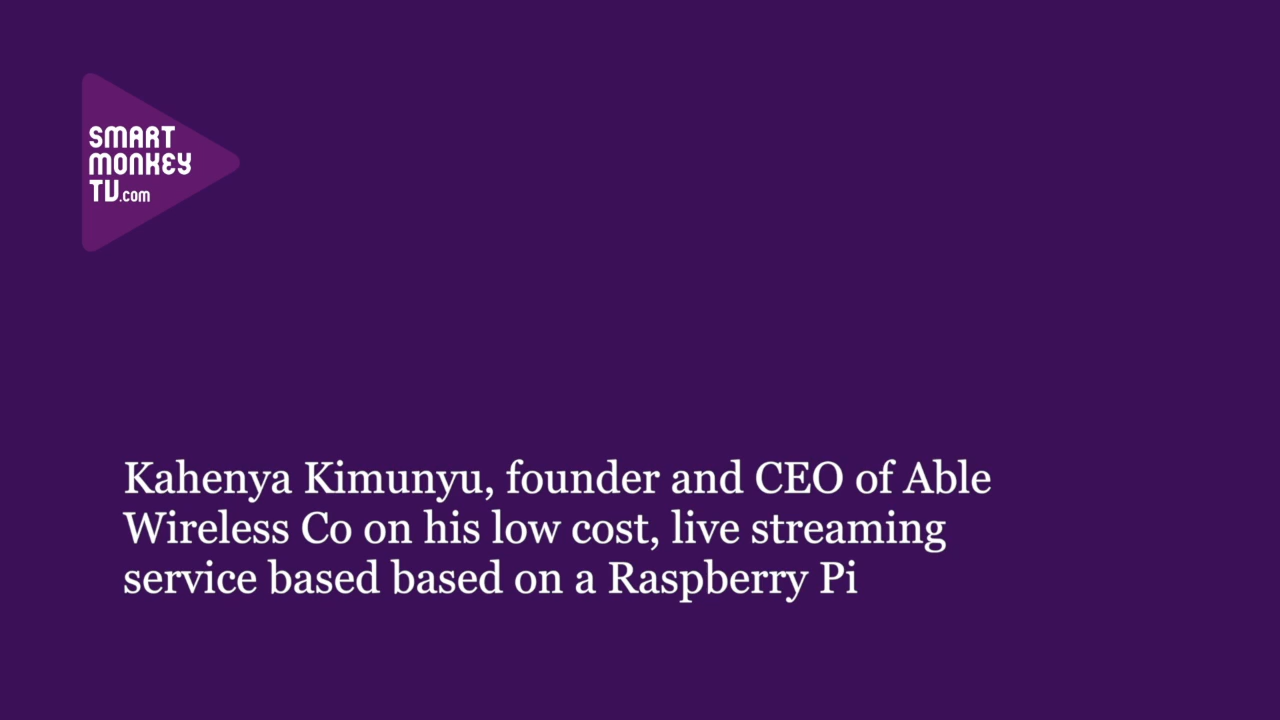 SMART
MONKEY
TV.com
Kahenya Kimunyu, founder and CEO of Able
Wireless Co on his low cost, live streaming
service based based on a Raspberry Pi